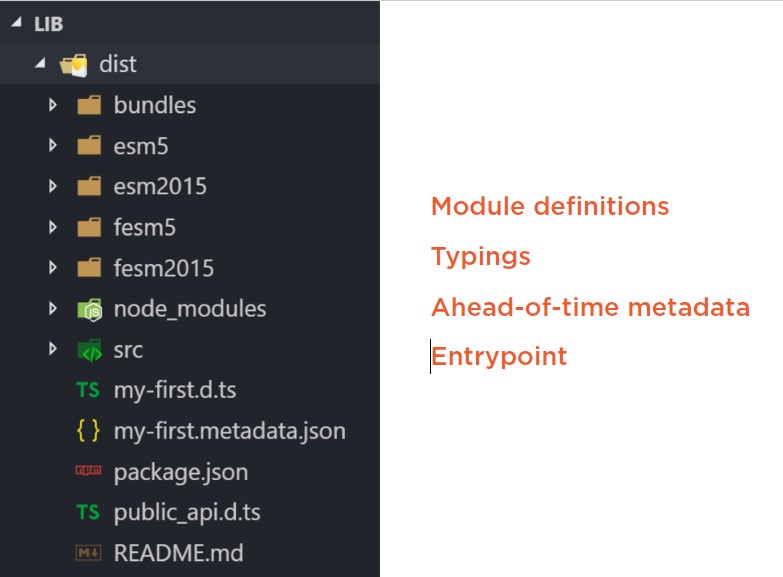 LIB
dist
bundles
esm5
esm2015
fesm5
fesm2015
node_modules
src
TS my-first.d.ts
{ } my-first.metadata.json
package.json
TS public_api.d.ts
M↓ README.md
Module definitions
Typings
Ahead-of-time metadata
Entrypoint